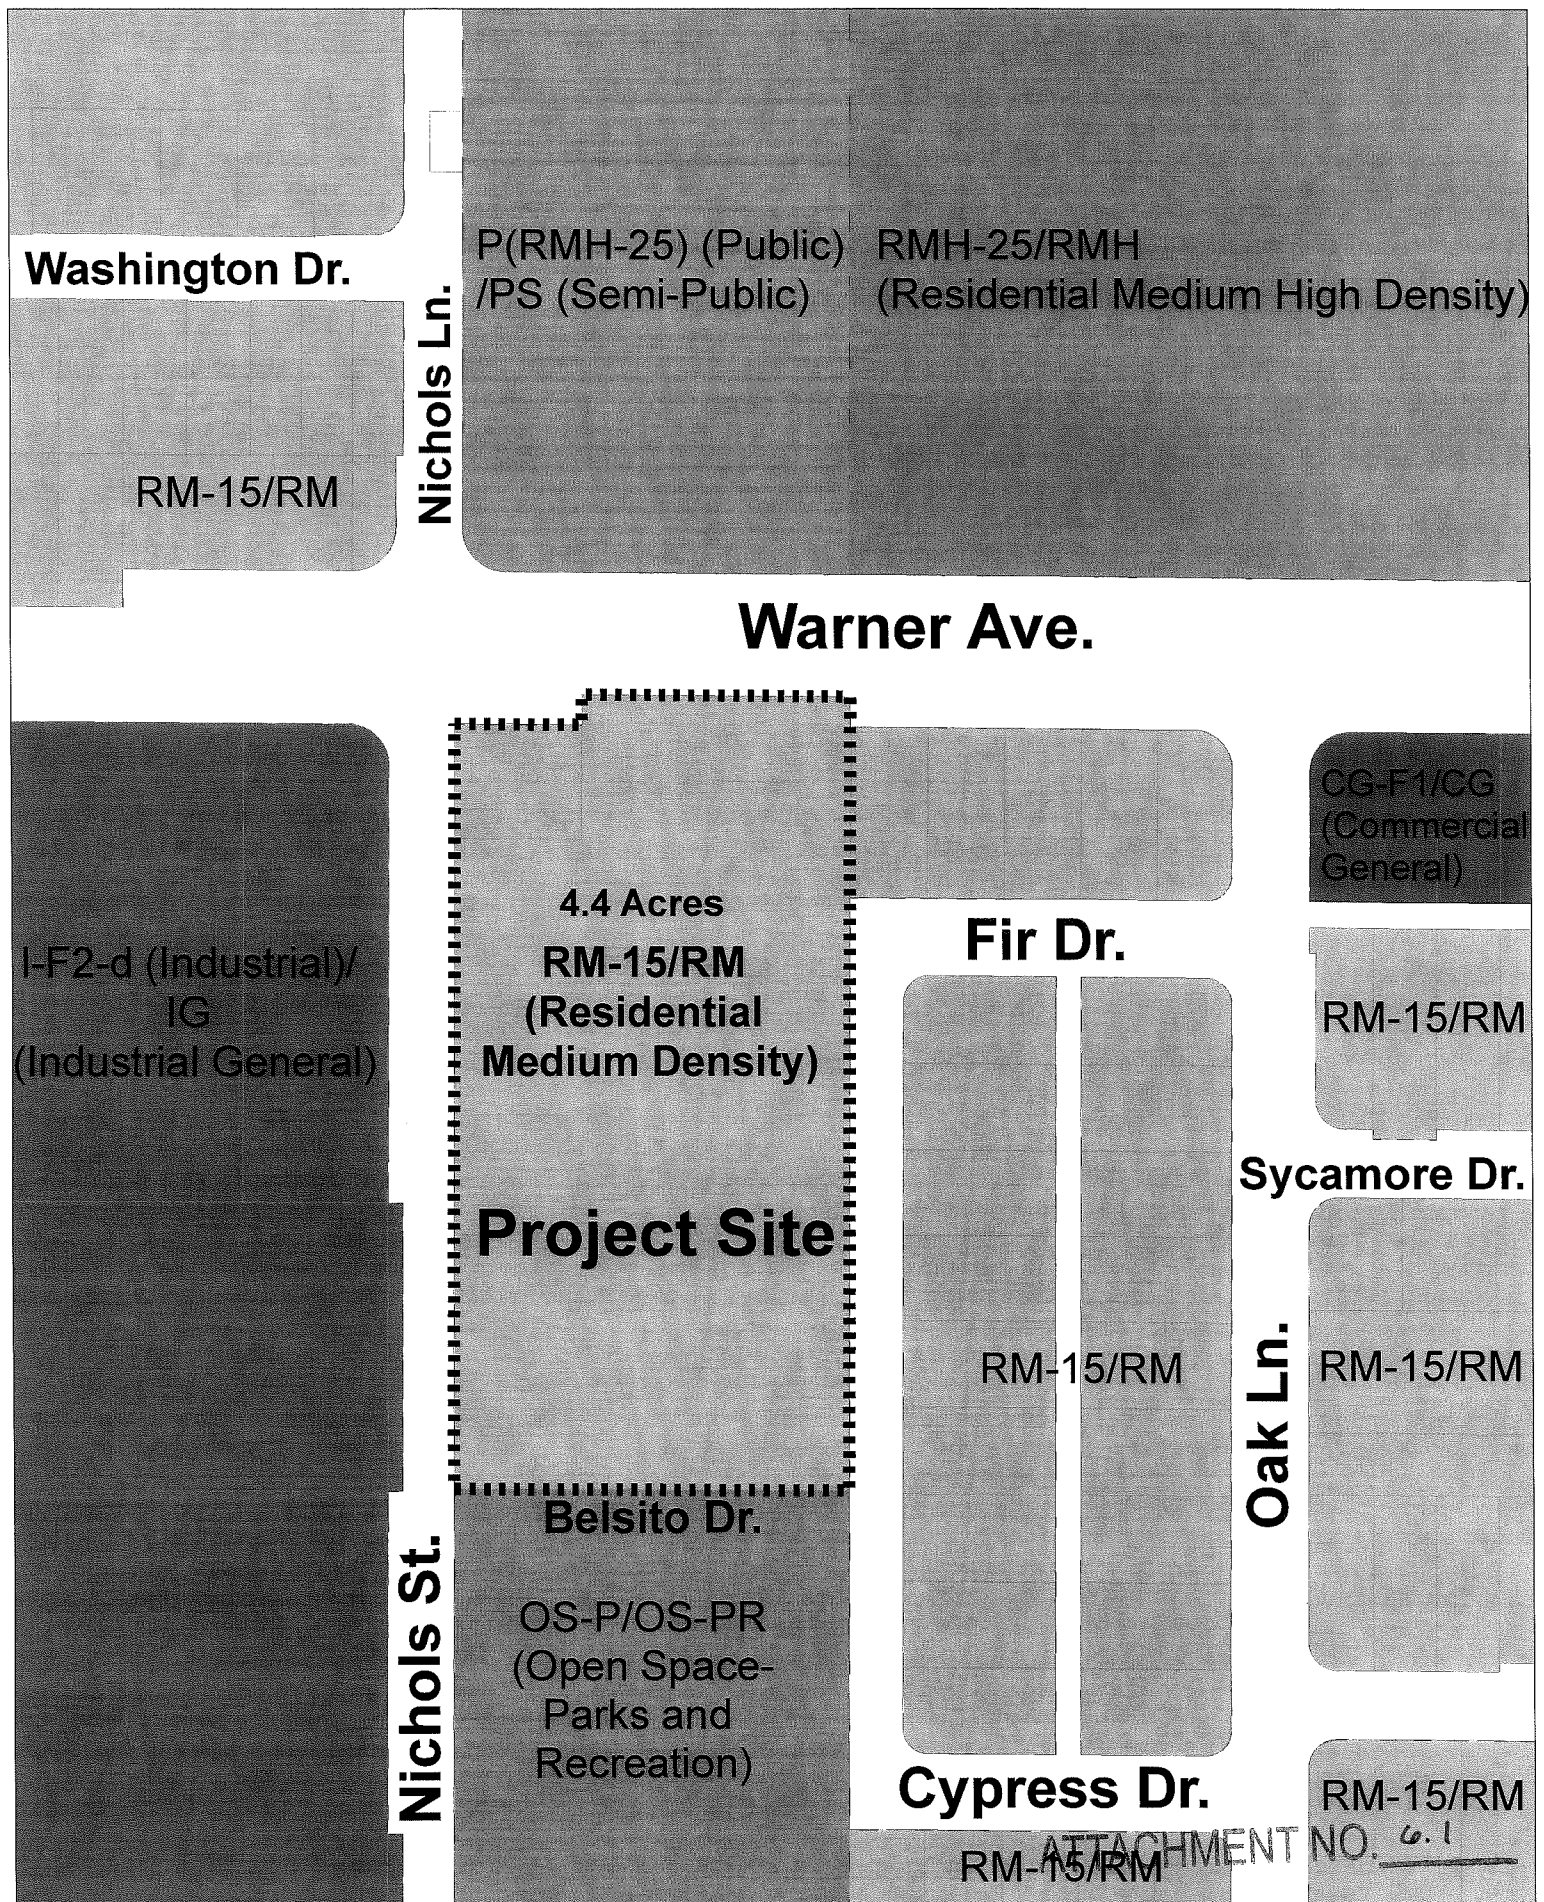 P(RMH-25) (Public)
/PS (Semi-Public)
RMH-25/RMH
(Residential Medium High Density)
Washington Dr.
Nichols Ln.
RM-15/RM
Warner Ave.
CG-F1/CG
(Commercial
General)
4.4 Acres
RM-15/RM
(Residential
Medium Density)
Fir Dr.
I-F2-d (Industrial)/
IG
(Industrial General)
RM-15/RM
Sycamore Dr.
Project Site
RM-15/RM
RM-15/RM
Oak Ln.
Belsito Dr.
Nichols St.
OS-P/OS-PR
(Open Space-
Parks and
Recreation)
Cypress Dr.
RM-15/RM
RM-15/RM
ATTACHMENT NO. 6.1